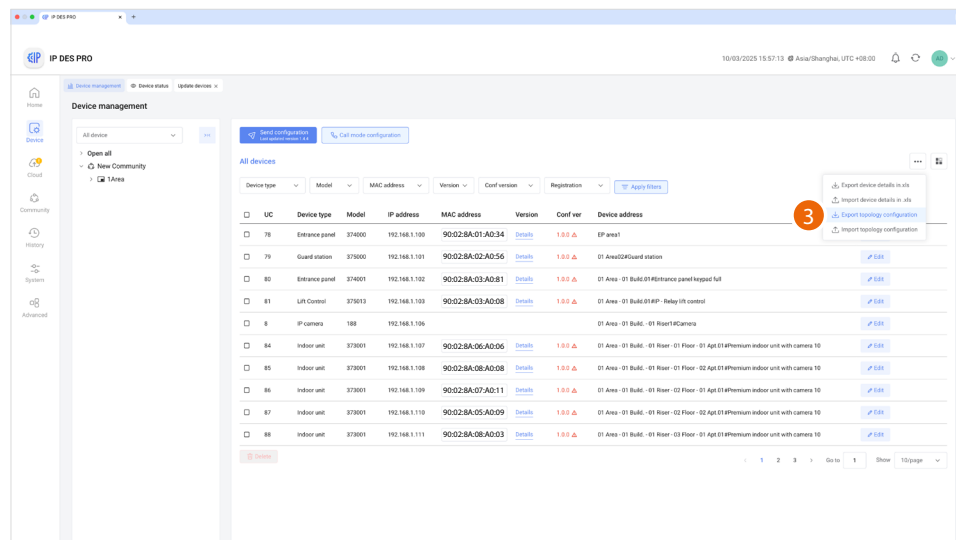 IP DES PRO
IP DES PRO
10/03/2025 15:57:13 @ Asia/Shanghai, UTC +08:00
AD
Device management
Device status
Update devices
Home
Device
Cloud
Community
History
System
Advanced
Device management
All device
Open all
New Community
1Area
Send configuration
Call mode configuration
All devices
Device type
Model
MAC address
Version
Conf version
Registration
Apply filters
Export device details in.xls
Import device details in .xls
3
Export topology configuration
Import topology configuration
UC Device type Model IP address MAC address Version Conf ver Device address
78 Entrance panel 374000 192.168.1.100 90:02:8A:01:A0:34 Details 1.0.0 EP area1
79 Guard station 375000 192.168.1.101 90:02:8A:02:A0:56 Details 1.0.0 01 Area02#Guard station Edit
80 Entrance panel 374001 192.168.1.102 90:02:8A:03:A0:81 Details 1.0.0 01 Area - 01 Build.01#Entrance panel keypad full Edit
81 Lift Control 375013 192.168.1.103 90:02:8A:03:A0:08 Details 1.0.0 01 Area - 01 Build.01#IP - Relay lift control Edit
8 IP camera 188 192.168.1.106 01 Area - 01 Build. - 01 Riser1#Camera Edit
84 Indoor unit 373001 192.168.1.107 90:02:8A:06:A0:06 Details 1.0.0 01 Area - 01 Build. - 01 Riser - 01 Floor - 01 Apt.01#Premium indoor unit with camera 10 Edit
85 Indoor unit 373001 192.168.1.108 90:02:8A:08:A0:08 Details 1.0.0 01 Area - 01 Build. - 01 Riser - 01 Floor - 02 Apt.01#Premium indoor unit with camera 10 Edit
86 Indoor unit 373001 192.168.1.109 90:02:8A:07:A0:11 Details 1.0.0 01 Area - 01 Build. - 01 Riser - 02 Floor - 01 Apt.01#Premium indoor unit with camera 10 Edit
87 Indoor unit 373001 192.168.1.110 90:02:8A:05:A0:09 Details 1.0.0 01 Area - 01 Build. - 01 Riser - 02 Floor - 02 Apt.01#Premium indoor unit with camera 10 Edit
88 Indoor unit 373001 192.168.1.111 90:02:8A:08:A0:03 Details 1.0.0 01 Area - 01 Build. - 01 Riser - 03 Floor - 01 Apt.01#Premium indoor unit with camera 10 Edit
Delete
1 2 3 Go to 1 Show 10/page